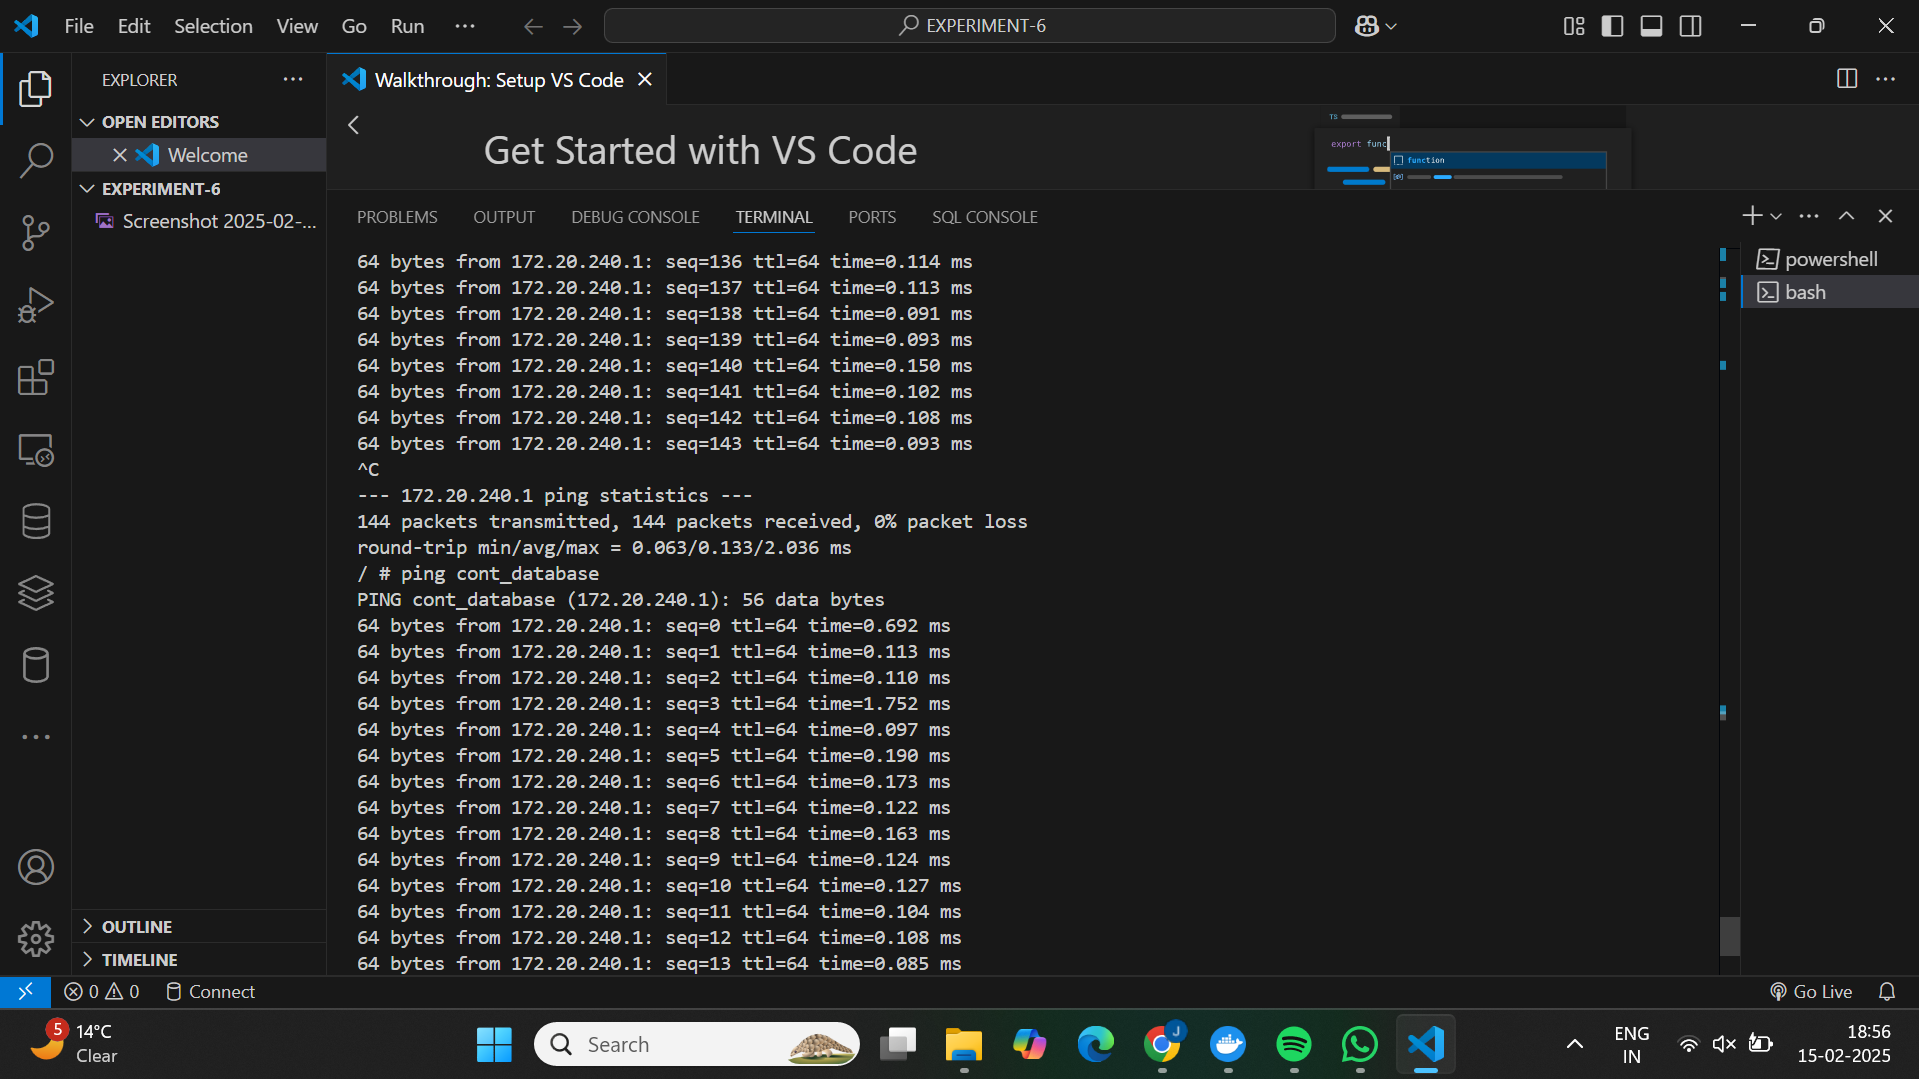 File Edit Selection View Go Run
EXPERIMENT-6
EXPLORER
OPEN EDITORS
Welcome
EXPERIMENT-6
Screenshot 2025-02-...
OUTLINE
TIMELINE
Walkthrough: Setup VS Code
Get Started with VS Code
TS
export func
function
PROBLEMS OUTPUT DEBUG CONSOLE TERMINAL PORTS SQL CONSOLE
powershell
bash
64 bytes from 172.20.240.1: seq=136 ttl=64 time=0.114 ms
64 bytes from 172.20.240.1: seq=137 ttl=64 time=0.113 ms
64 bytes from 172.20.240.1: seq=138 ttl=64 time=0.091 ms
64 bytes from 172.20.240.1: seq=139 ttl=64 time=0.093 ms
64 bytes from 172.20.240.1: seq=140 ttl=64 time=0.150 ms
64 bytes from 172.20.240.1: seq=141 ttl=64 time=0.102 ms
64 bytes from 172.20.240.1: seq=142 ttl=64 time=0.108 ms
64 bytes from 172.20.240.1: seq=143 ttl=64 time=0.093 ms
^C
--- 172.20.240.1 ping statistics ---
144 packets transmitted, 144 packets received, 0% packet loss
round-trip min/avg/max = 0.063/0.133/2.036 ms
/ # ping cont_database
PING cont_database (172.20.240.1): 56 data bytes
64 bytes from 172.20.240.1: seq=0 ttl=64 time=0.692 ms
64 bytes from 172.20.240.1: seq=1 ttl=64 time=0.113 ms
64 bytes from 172.20.240.1: seq=2 ttl=64 time=0.110 ms
64 bytes from 172.20.240.1: seq=3 ttl=64 time=1.752 ms
64 bytes from 172.20.240.1: seq=4 ttl=64 time=0.097 ms
64 bytes from 172.20.240.1: seq=5 ttl=64 time=0.190 ms
64 bytes from 172.20.240.1: seq=6 ttl=64 time=0.173 ms
64 bytes from 172.20.240.1: seq=7 ttl=64 time=0.122 ms
64 bytes from 172.20.240.1: seq=8 ttl=64 time=0.163 ms
64 bytes from 172.20.240.1: seq=9 ttl=64 time=0.124 ms
64 bytes from 172.20.240.1: seq=10 ttl=64 time=0.127 ms
64 bytes from 172.20.240.1: seq=11 ttl=64 time=0.104 ms
64 bytes from 172.20.240.1: seq=12 ttl=64 time=0.108 ms
64 bytes from 172.20.240.1: seq=13 ttl=64 time=0.085 ms
0 0 Connect
Go Live
5
14°C
Clear
Search
J
ENG
IN
18:56
15-02-2025